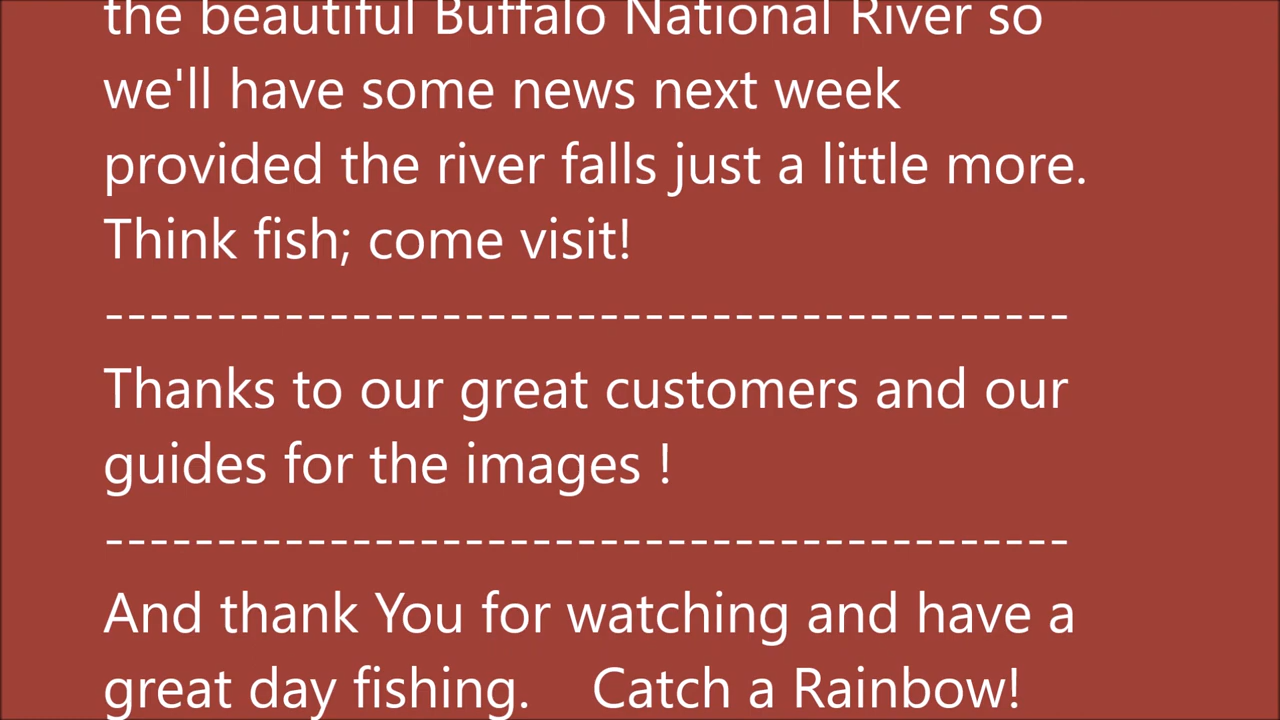 the beautiful Buffalo National River so
we'll have some news next week
provided the river falls just a little more.
Think fish; come visit!
-------------------------------------------
Thanks to our great customers and our
guides for the images !
-------------------------------------------
And thank You for watching and have a
great day fishing.    Catch a Rainbow!